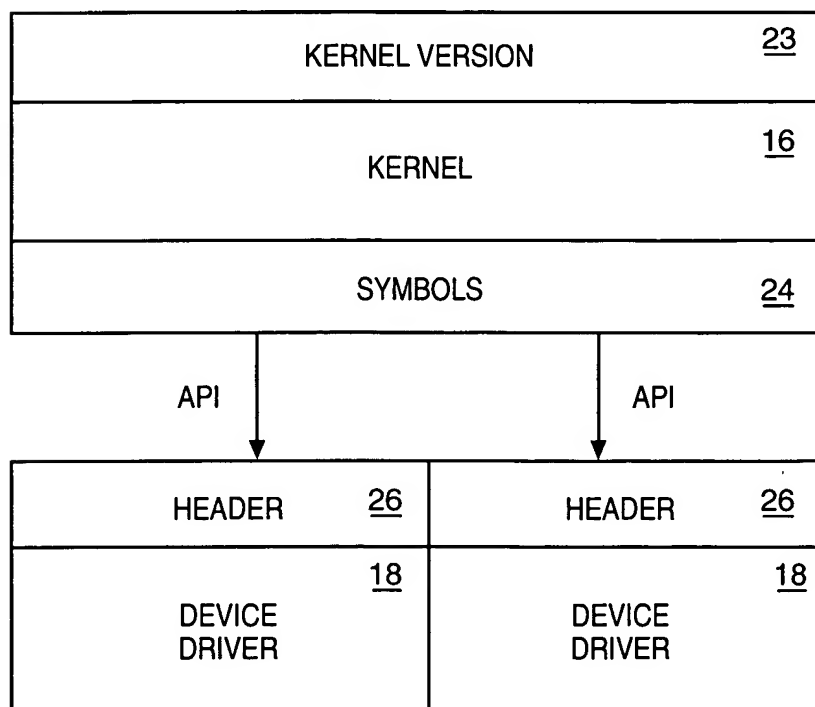 KERNEL VERSION 23
KERNEL 16
SYMBOLS 24
API API
HEADER 26 HEADER 26
18 18
DEVICE DRIVER DEVICE DRIVER